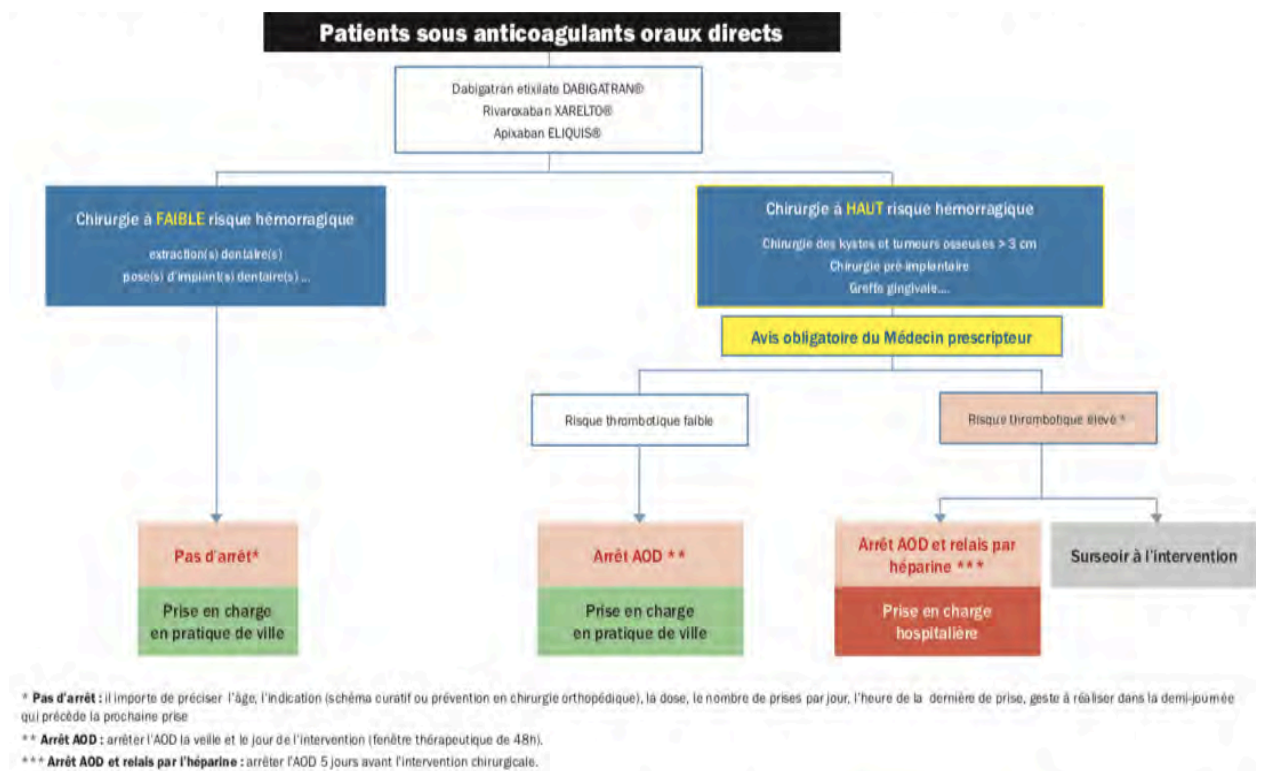 Patients sous anticoagulants oraux directs
Dabigatran etixilate DABIGATRAN®
Rivaroxaban XARELTO®
Apixaban ELIQUIS®
Chirurgie à FAIBLE risque hémorragique
extraction(s) dentaire(s)
pose(s) d'implant(s) dentaire(s) ...
Chirurgie à HAUT risque hémorragique
Chirurgie des kystes et tumeurs osseuses > 3 cm
Chirurgie pré-implantaire
Greffe gingivale....
Avis obligatoire du Médecin prescripteur
Risque thrombotique faible
Risque thrombotique élevé *
Pas d'arrêt*
Prise en charge
en pratique de ville
Arrêt AOD * *
Prise en charge
en pratique de ville
Arrêt AOD et relais par
héparine * * *
Prise en charge
hospitalière
Surseoir à l'intervention
* Pas d'arrêt : il importe de préciser l'âge, l'indication (schéma curatif ou prévention en chirurgie orthopédique), la dose, le nombre de prises par jour, l'heure de la dernière de prise, geste à réaliser dans la demi-journée
qui précède la prochaine prise
* * Arrêt AOD : arrêter l'AOD la veille et le jour de l'intervention (fenêtre thérapeutique de 48h).
* * * Arrêt AOD et relais par l'héparine : arrêter l'AOD 5 jours avant l'intervention chirurgicale.